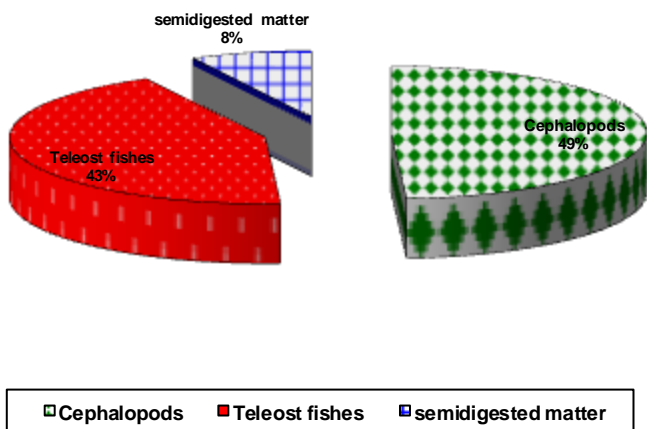 semidigested matter
8%
Cephalopods
49%
Teleost fishes
43%
Cephalopods Teleost fishes semidigested matter